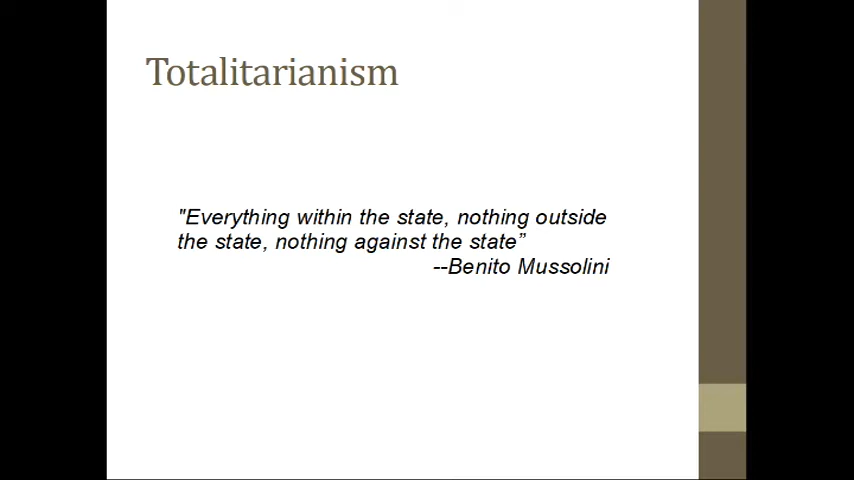 Totalitarianism
"Everything within the state, nothing outside
the state, nothing against the state”
--Benito Mussolini